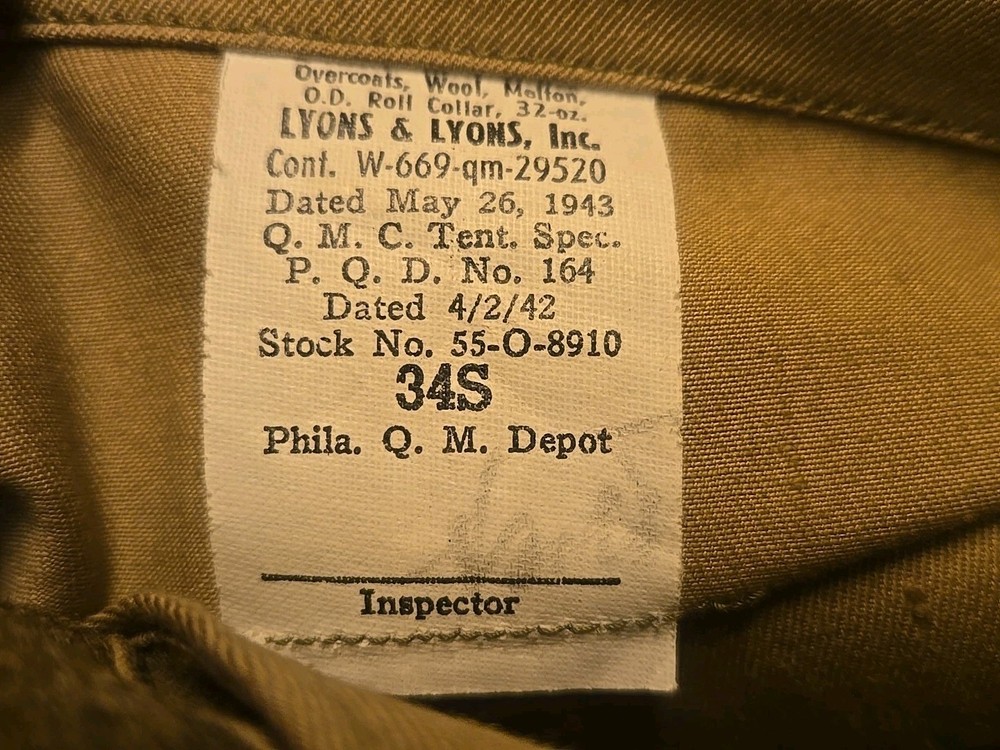 Overcoats, Wool, Melton,
O.D. Roll Collar, 32-oz.
LYONS & LYONS, Inc.
Cont. W-669-qm-29520
Dated May 26, 1943
Q. M. C. Tent. Spec.
P. Q. D. No. 164
Dated 4/2/42
Stock No. 55-O-8910
34S
Phila. Q. M. Depot
Inspector